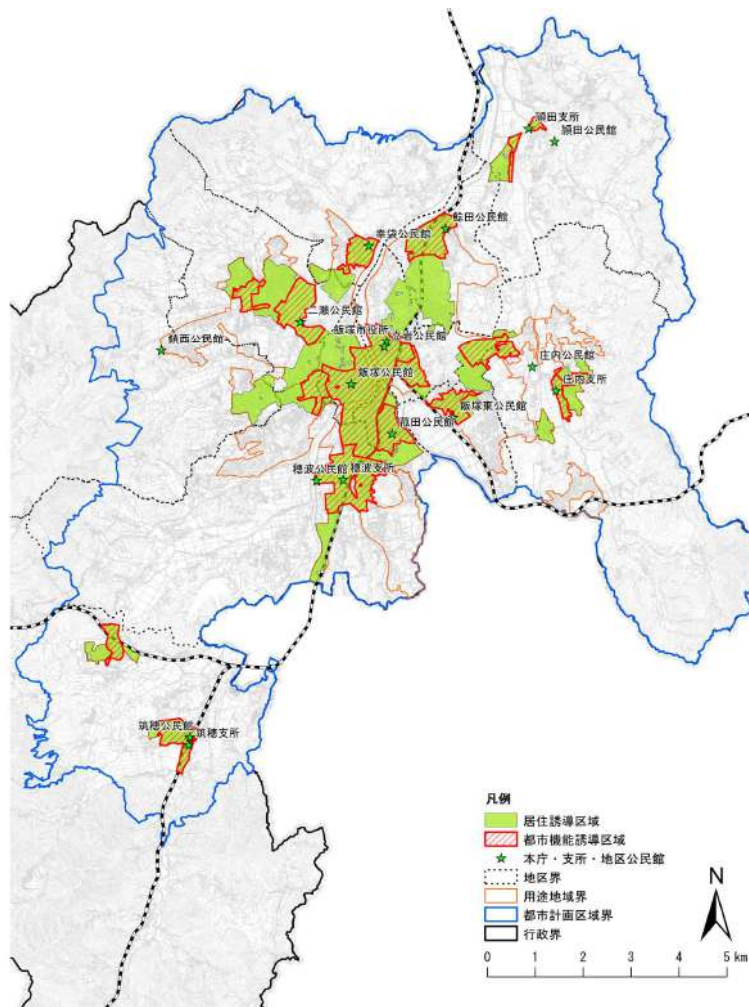 頴田支所
頴田公民館
鯰田公民館
幸袋公民館
二瀬公民館
飯塚市役所
立岩公民館
鎮西公民館
飯塚公民館
庄内公民館
庄内支所
飯塚東公民館
菰田公民館
穂波公民館
穂波支所
筑穂公民館
筑穂支所
凡例
居住誘導区域
都市機能誘導区域
本庁・支所・地区公民館
地区界
用途地域界
都市計画区域界
行政界
N
0 1 2 3 4 5 km